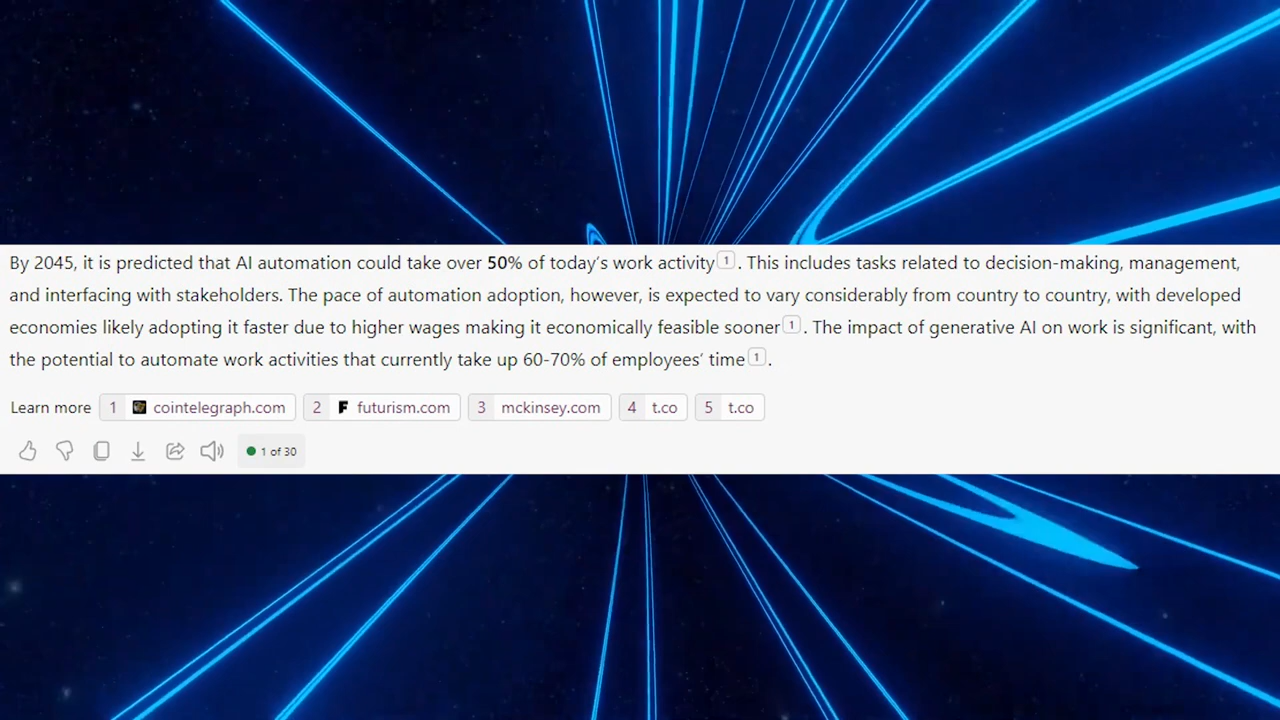 By 2045, it is predicted that AI automation could take over 50% of today's work activity 1 . This includes tasks related to decision-making, management,
and interfacing with stakeholders. The pace of automation adoption, however, is expected to vary considerably from country to country, with developed
economies likely adopting it faster due to higher wages making it economically feasible sooner 1 . The impact of generative AI on work is significant, with
the potential to automate work activities that currently take up 60-70% of employees' time 1 .
Learn more 1 cointelegraph.com 2 futurism.com 3 mckinsey.com 4 t.co 5 t.co
1 of 30